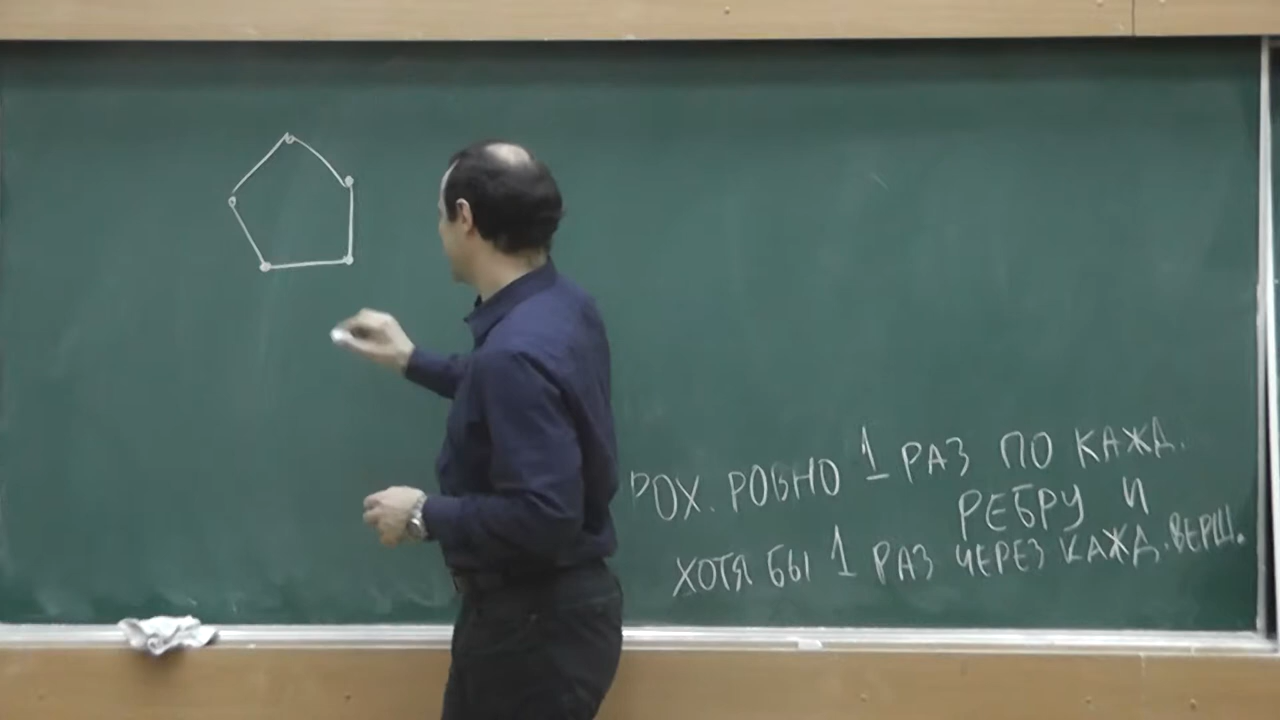 РОХ. РОВНО 1 РАЗ ПО КАЖД.
РЕБРУ И
ХОТЯ БЫ 1 РАЗ ЧЕРЕЗ КАЖД. ВЕРШ.